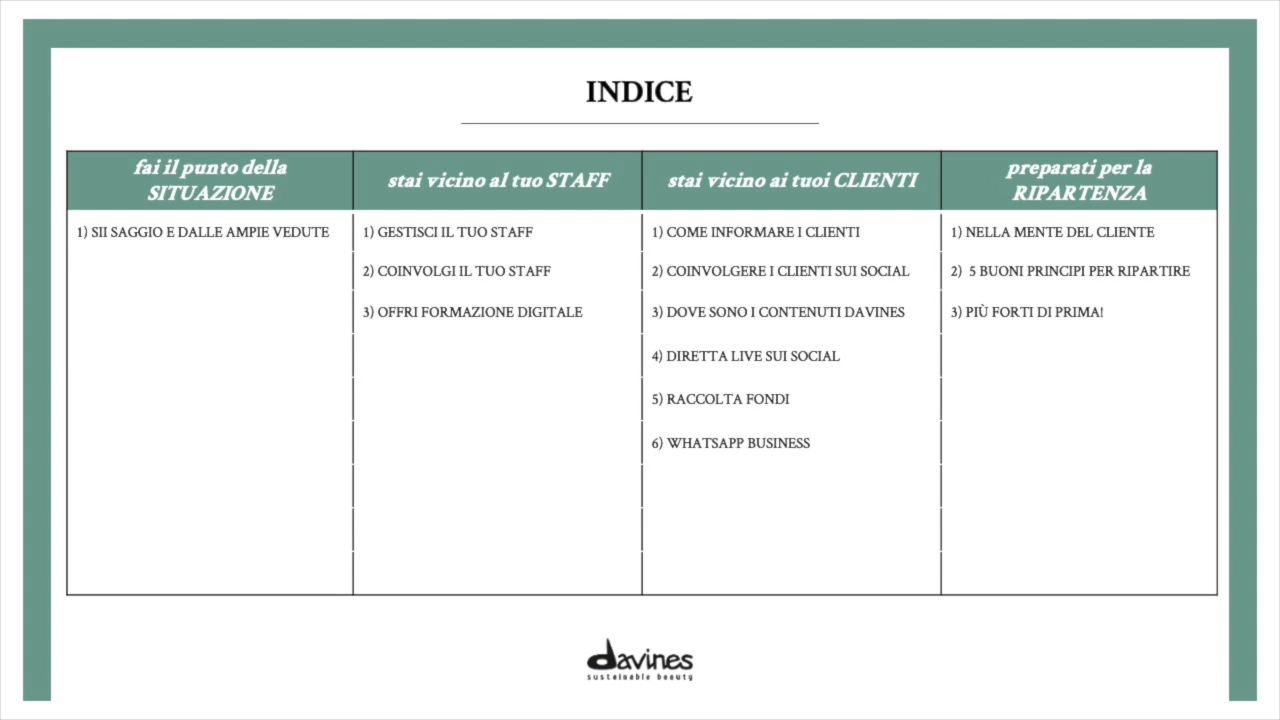 INDICE
fai il punto della
SITUAZIONE
stai vicino al tuo STAFF
stai vicino ai tuoi CLIENTI
preparati per la
RIPARTENZA
1) SII SAGGIO E DALLE AMPIE VEDUTE
1) GESTISCI IL TUO STAFF
1) COME INFORMARE I CLIENTI
1) NELLA MENTE DEL CLIENTE
2) COINVOLGI IL TUO STAFF
2) COINVOLGERE I CLIENTI SUI SOCIAL
2) 5 BUONI PRINCIPI PER RIPARTIRE
3) OFFRI FORMAZIONE DIGITALE
3) DOVE SONO I CONTENUTI DAVINES
3) PIÙ FORTI DI PRIMA!
4) DIRETTA LIVE SUI SOCIAL
5) RACCOLTA FONDI
6) WHATSAPP BUSINESS
davines
sustainable beauty